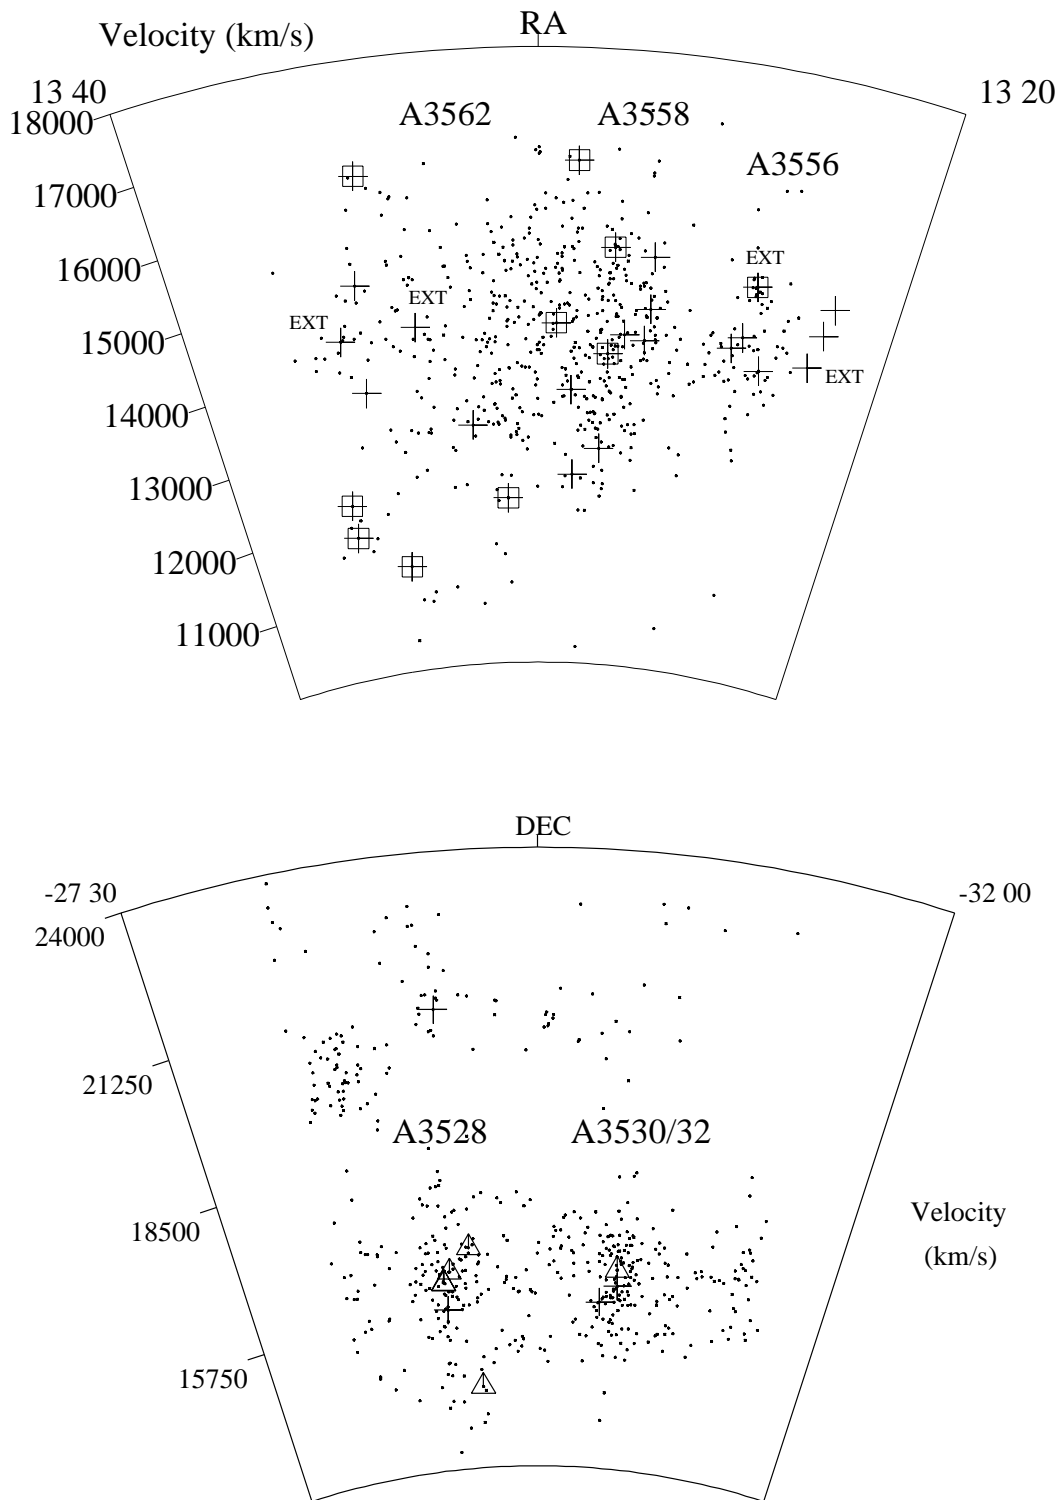 RA
Velocity (km/s)
13 40
13 20
18000
A3562
A3558
A3556
17000
16000
EXT
EXT
EXT
15000
EXT
14000
13000
12000
11000
DEC
-27 30
-32 00
24000
21250
A3528
A3530/32
18500
Velocity
(km/s)
15750